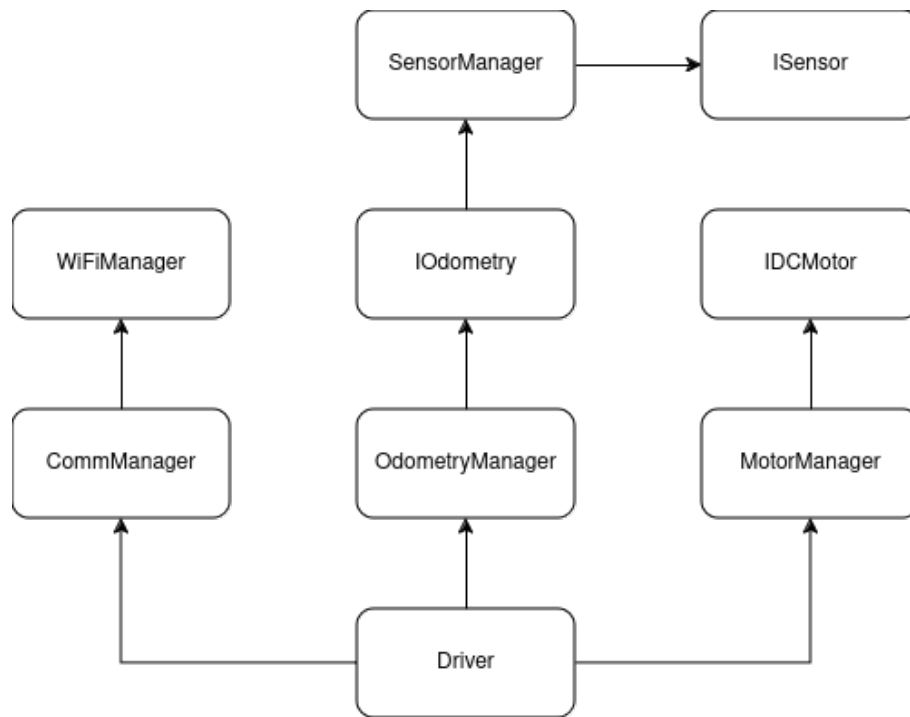 SensorManager
ISensor
WiFiManager
IOdometry
IDCMotor
CommManager
OdometryManager
MotorManager
Driver